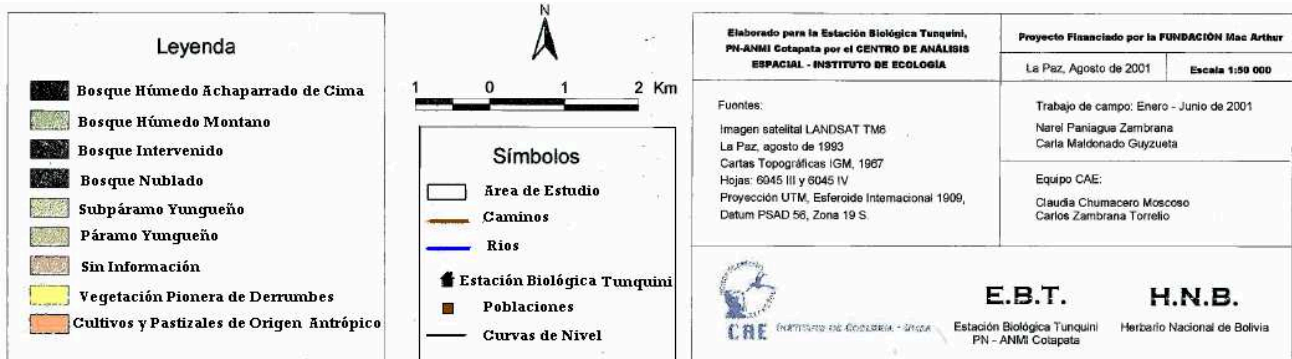 Leyenda
Bosque Húmedo Achaparrado de Cima
Bosque Húmedo Montano
Bosque Intervenido
Bosque Nublado
Subpáramo Yungueño
Páramo Yungueño
Sin Información
Vegetación Pionera de Derrumbes
Cultivos y Pastizales de Origen Antrópico
N
1 0 1 2 Km
Símbolos
Area de Estudio
Caminos
Rios
Estación Biológica Tunquini
Poblaciones
Curvas de Nivel
Elaborado para la Estación Biológica Tunquini,
PN-ANMI Cotapata por el CENTRO DE ANÁLISIS
ESPACIAL - INSTITUTO DE ECOLOGÍA
Proyecto Financiado por la FUNDACIÓN Mac Arthur
La Paz, Agosto de 2001 Escala 1:50 000
Fuentes:
Imagen satelital LANDSAT TM6
La Paz, agosto de 1993
Cartas Topográficas IGM, 1967
Hojas: 6045 III y 6045 IV
Proyección UTM, Esferoide Internacional 1909,
Datum PSAD 56, Zona 19 S
Trabajo de campo: Enero - Junio de 2001
Narel Paniagua Zambrana
Carla Maldonado Guyzueta
Equipo CAE:
Claudia Chumacero Moscoso
Carlos Zambrana Torrelio
CAE
INSTITUTO DE ECOLOGIA
E.B.T.
Estación Biológica Tunquini
PN - ANMI Cotapata
H.N.B.
Herbario Nacional de Bolivia